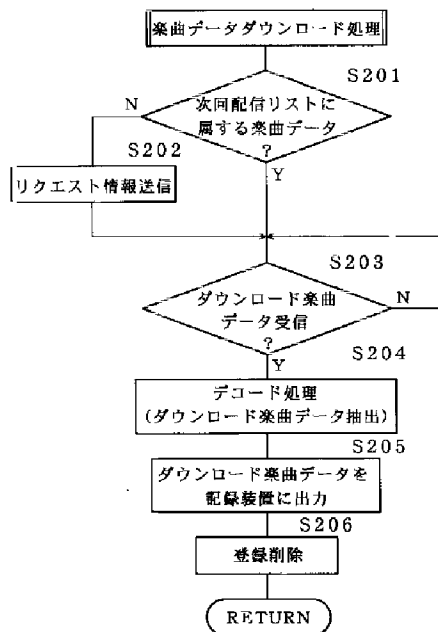 楽曲データダウンロード処理
S201
N
次回配信リストに
属する楽曲データ
?
S202
Y
リクエスト情報送信
S203
ダウンロード楽曲
データ受信
N
?
Y
S204
デコード処理
(ダウンロード楽曲データ抽出)
S205
ダウンロード楽曲データを
記録装置に出力
S206
登録削除
RETURN